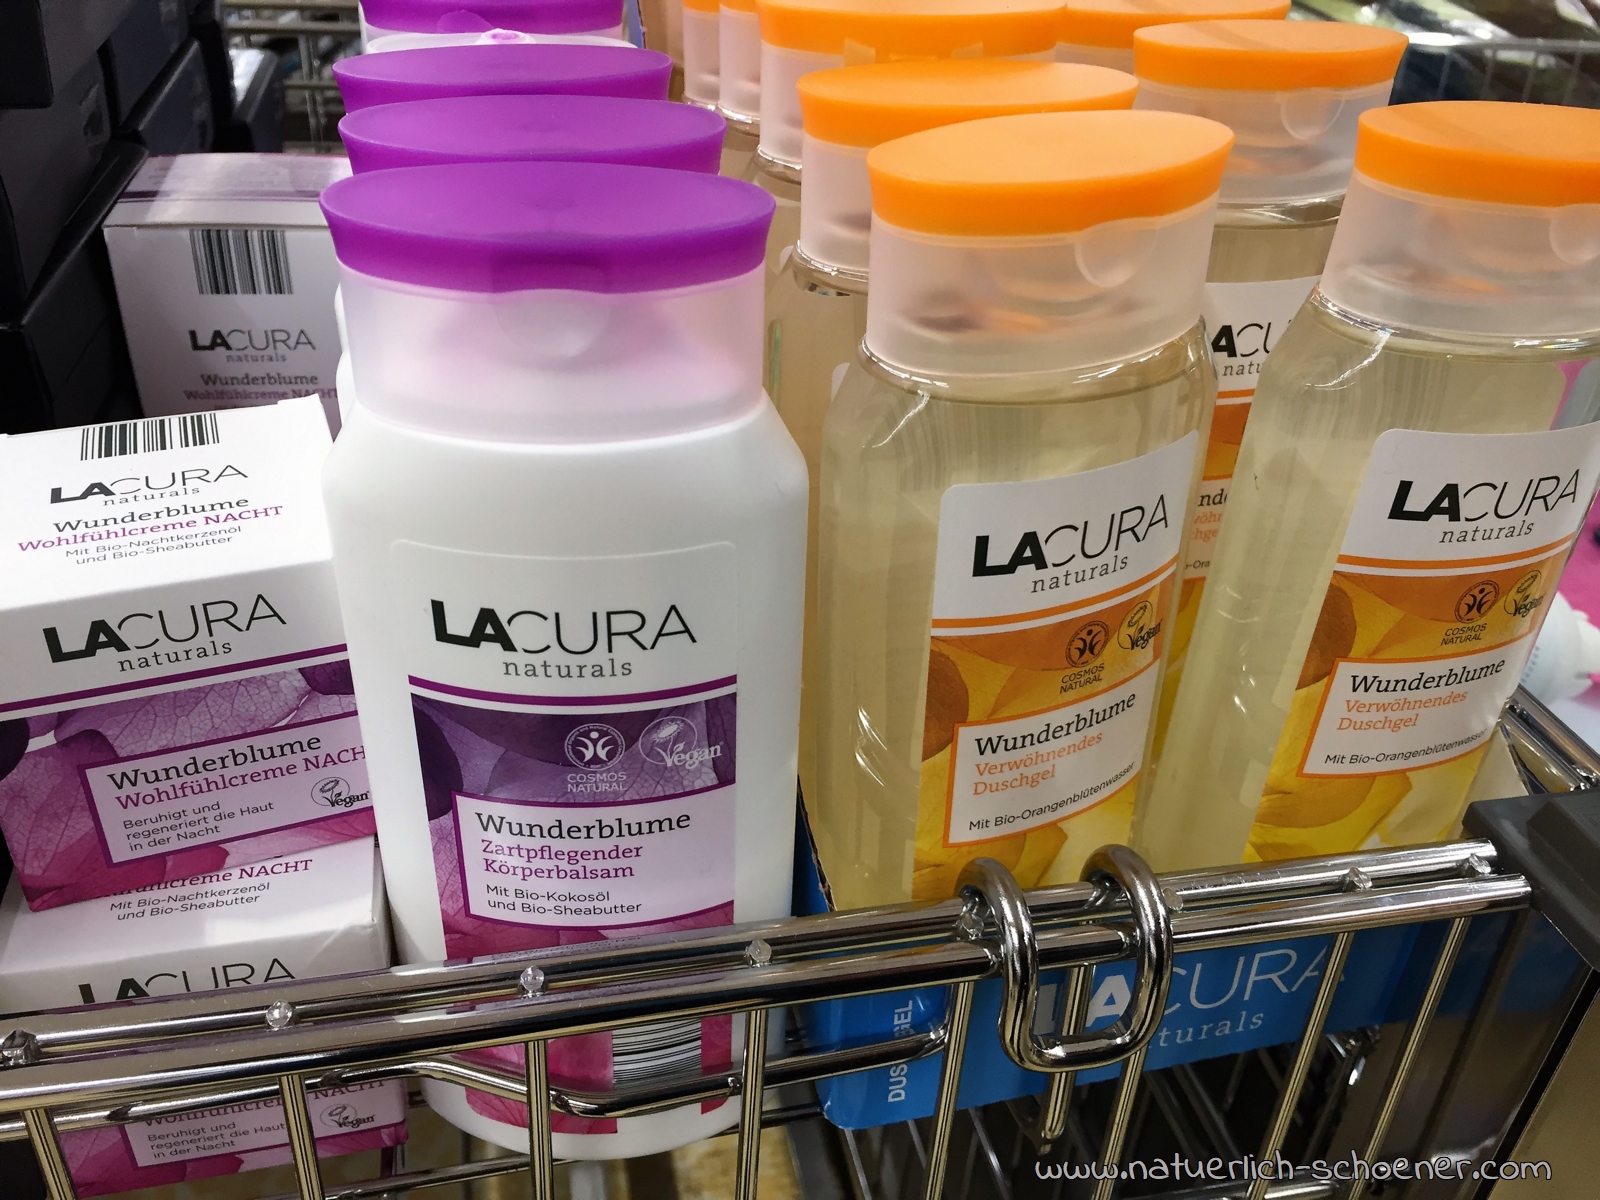 LACURA
naturals
Wunderblume
Wohlfühlcreme NACHT
LACURA
naturals
Wunderblume
Wohlfühlcreme NACHT
Mit Bio-Nachtkerzenöl
und Bio-Sheabutter
LACURA
naturals
Wunderblume
Wohlfühlcreme NACH
Vegan
Beruhigt und
regeneriert die Haut
in der Nacht
NACHT
Mit Bio-Nachtkerzenöl
und Bio-Sheabutter
LACURA
NACHT
Vegan
Beruhigt und
regeneriert die Haut
in der Nacht
LACURA
naturals
COSMOS
NATURAL
Vegan
Wunderblume
Zartpflegender
Körperbalsam
Mit Bio-Kokosöl
und Bio-Sheabutter
LACURA
naturals
COSMOS
NATURAL
Vegan
Wunderblume
Verwöhnendes
Duschgel
Mit Bio-Orangenblütenwasser
LACURA
naturals
COSMOS
NATURAL
Vegan
Wunderblume
Verwöhnendes
Duschgel
Mit Bio-Orangenblütenwasser
LACURA
www.natuerlich-schoener.com